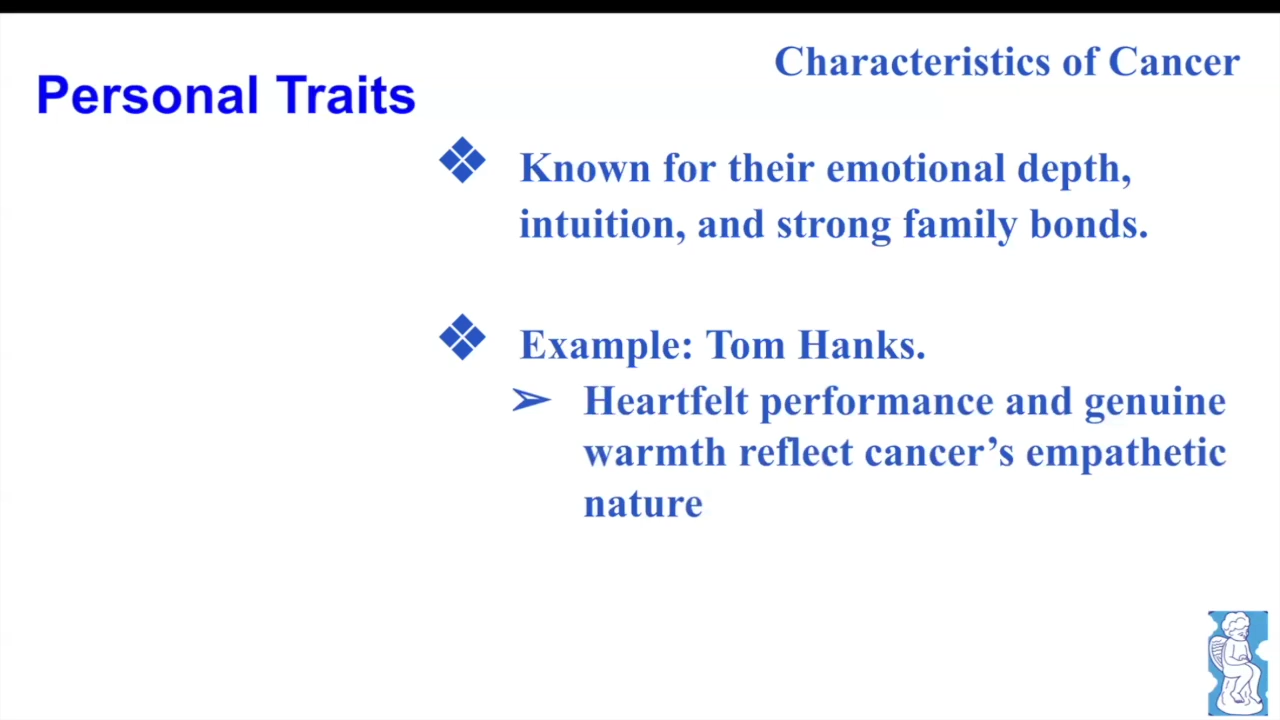 Characteristics of Cancer
Personal Traits
❖ Known for their emotional depth,
intuition, and strong family bonds.
❖ Example: Tom Hanks.
➢ Heartfelt performance and genuine
warmth reflect cancer’s empathetic
nature